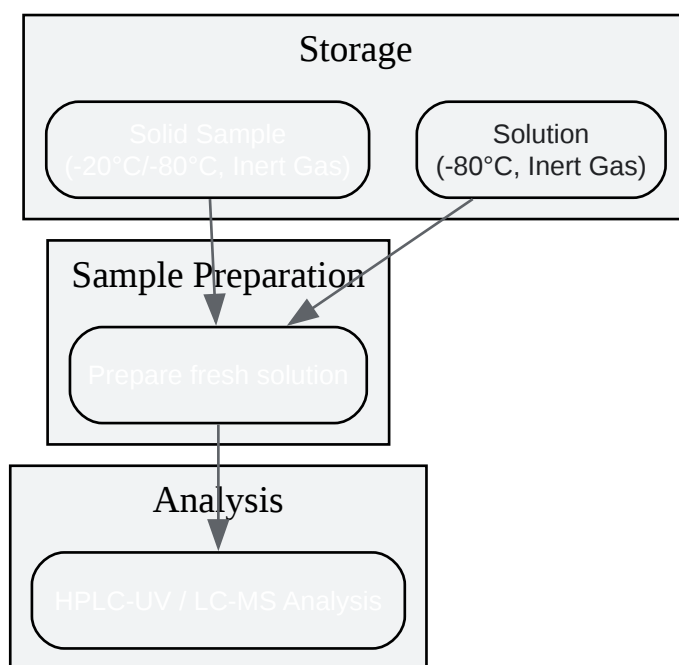 Storage
Solid Sample
(-20°C/-80°C, Inert Gas)
Solution
(-80°C, Inert Gas)
Sample Preparation
Prepare fresh solution
Analysis
HPLC-UV / LC-MS Analysis